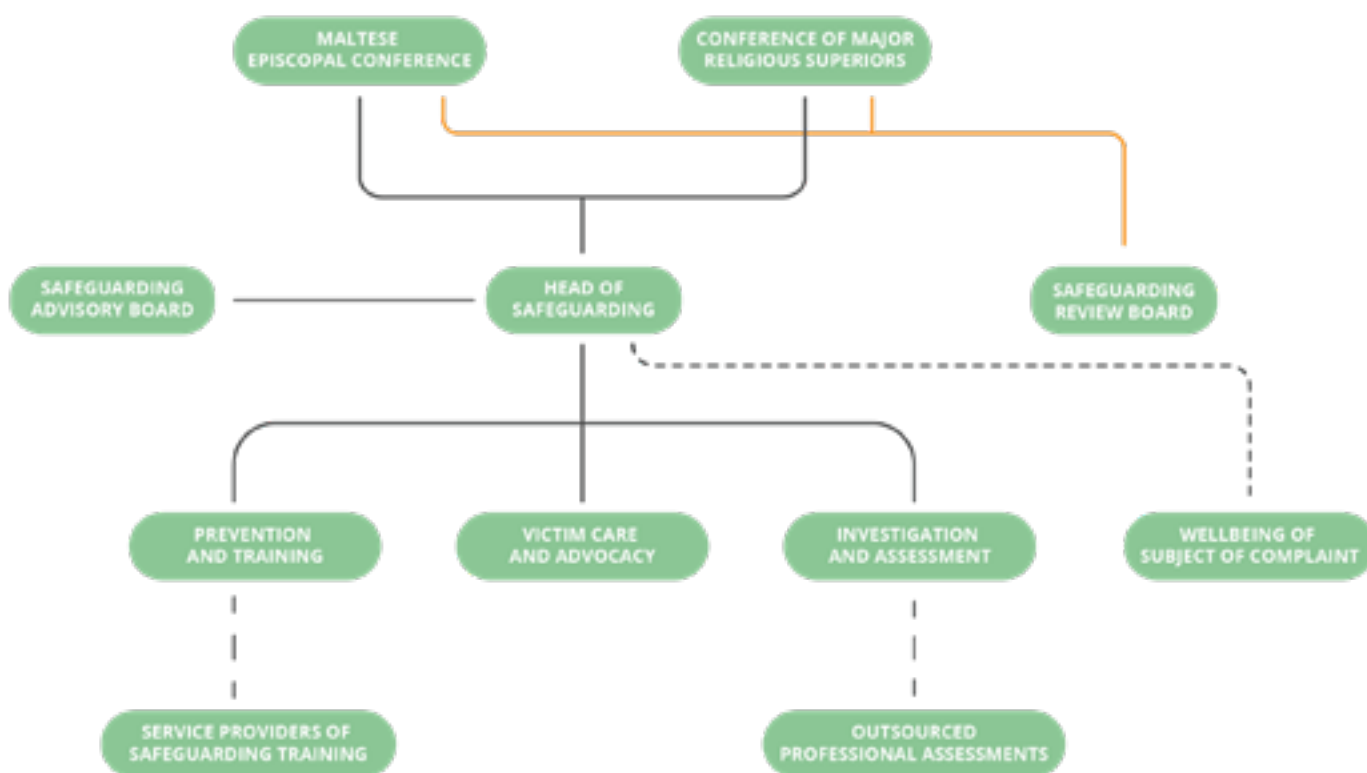 MALTESE
EPISCOPAL CONFERENCE
CONFERENCE OF MAJOR
RELIGIOUS SUPERIORS
SAFEGUARDING
ADVISORY BOARD
HEAD OF
SAFEGUARDING
SAFEGUARDING
REVIEW BOARD
PREVENTION
AND TRAINING
VICTIM CARE
AND ADVOCACY
INVESTIGATION
AND ASSESSMENT
WELLBEING OF
SUBJECT OF COMPLAINT
SERVICE PROVIDERS OF
SAFEGUARDING TRAINING
OUTSOURCED
PROFESSIONAL ASSESSMENTS